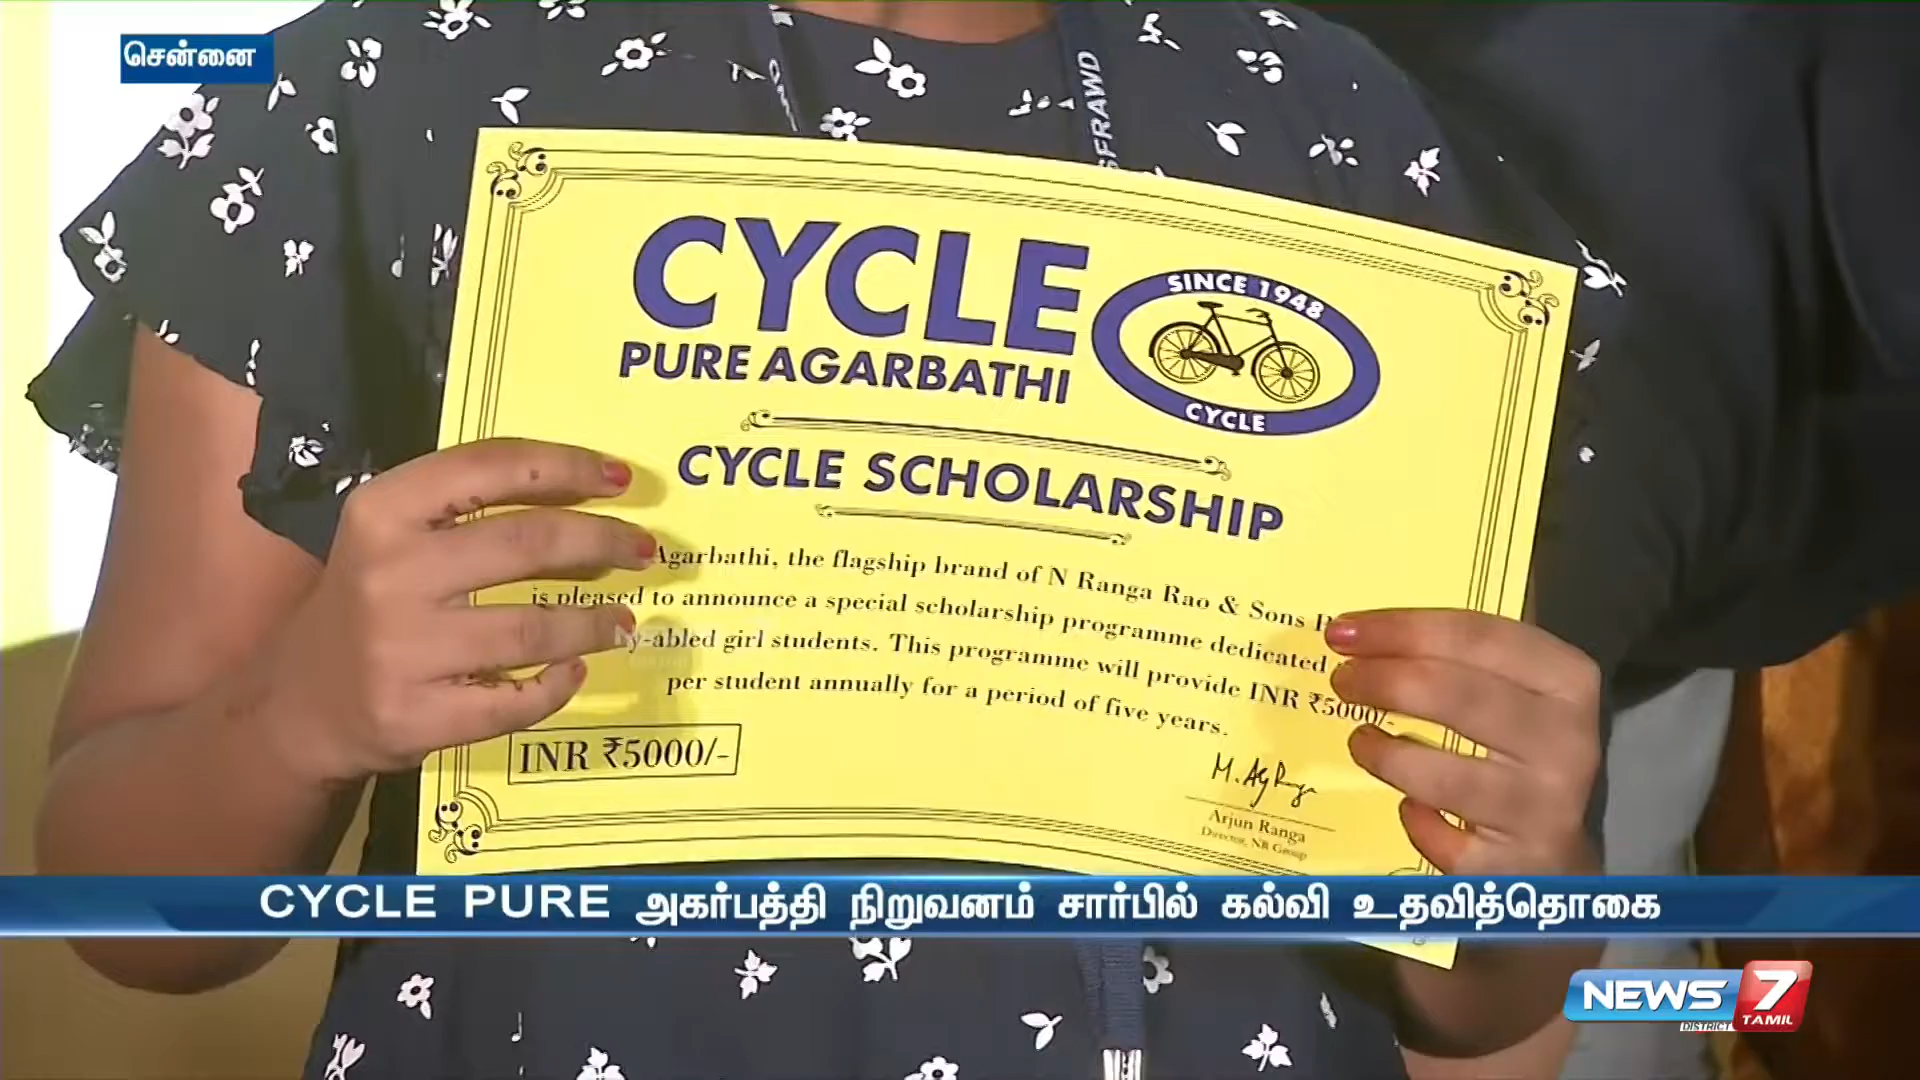 சென்னை
SFRAWD
CYCLE
PURE AGARBATHI
SINCE 1948
CYCLE
CYCLE SCHOLARSHIP
Agarbathi, the flagship brand of N Ranga Rao & Sons
is pleased to announce a special scholarship programme dedicated
y-abled girl students. This programme will provide INR ₹5000/-
per student annually for a period of five years.
INR ₹5000/-
Arjun Ranga
Director, NR Group
CYCLE PURE அகர்பத்தி நிறுவனம் சார்பில் கல்வி உதவித்தொகை
NEWS 7
DISTRICT TAMIL